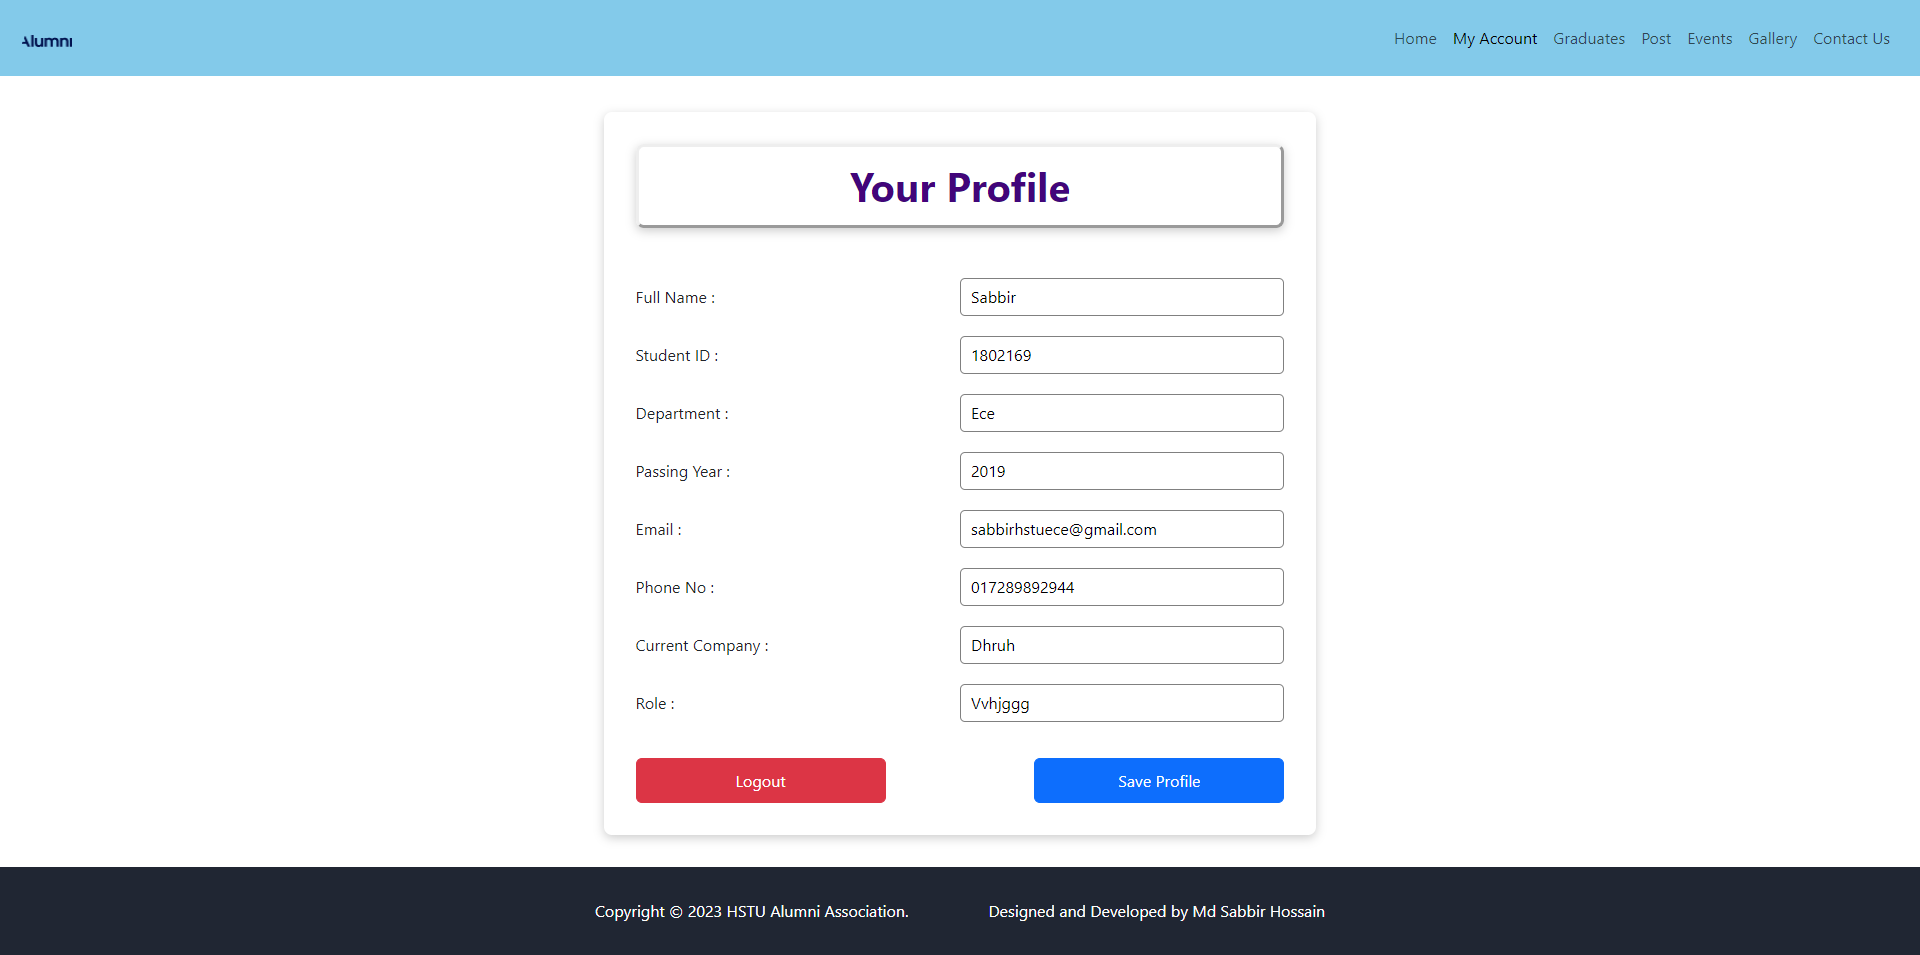 Alumni
Home My Account Graduates Post Events Gallery Contact Us
Your Profile
Full Name : Sabbir
Student ID : 1802169
Department : Ece
Passing Year : 2019
Email : sabbirhstuece@gmail.com
Phone No : 017289892944
Current Company : Dhruh
Role : Vvhjggg
Logout Save Profile
Copyright © 2023 HSTU Alumni Association. Designed and Developed by Md Sabbir Hossain